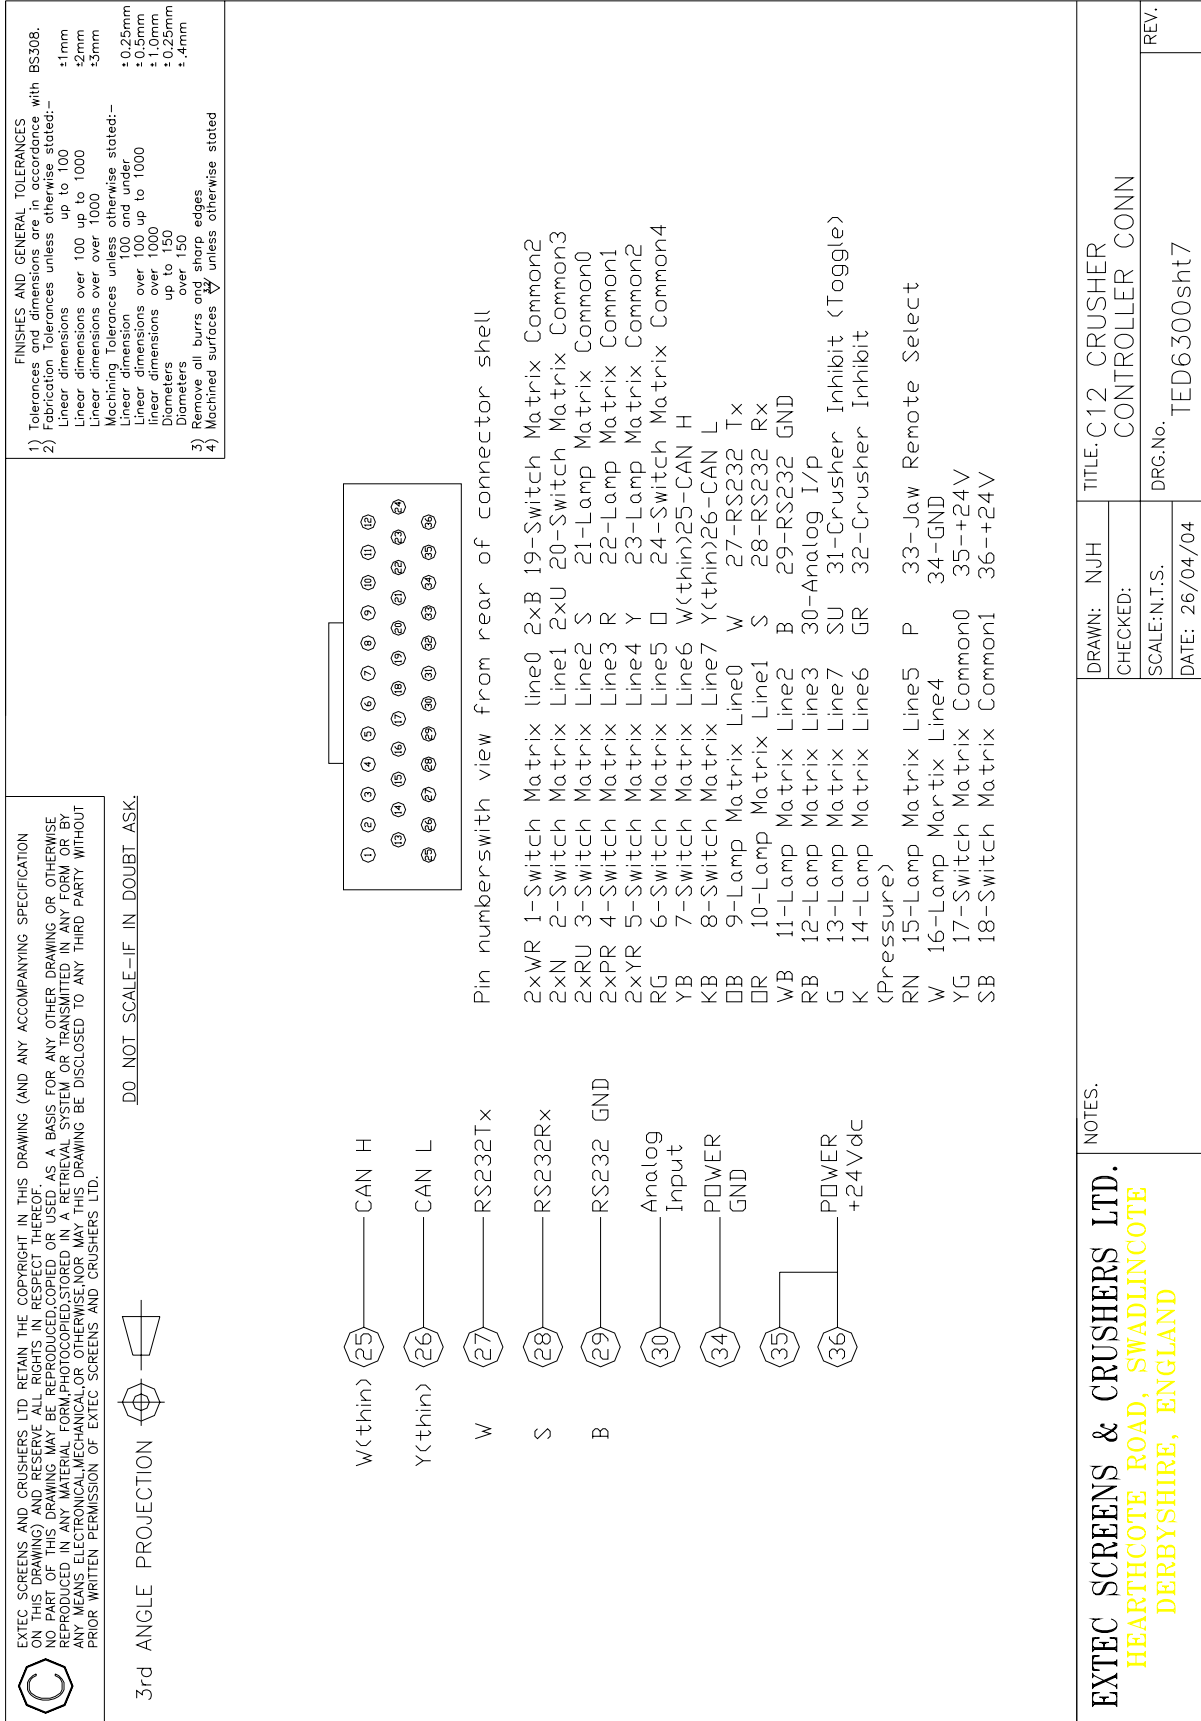 EXTEC SCREENS AND CRUSHERS LTD RETAIN THE COPYRIGHT IN THIS DRAWING (AND ANY ACCOMPANYING SPECIFICATION
ON THIS DRAWING) AND RESERVE ALL RIGHTS IN RESPECT THEREOF.
NO PART OF THIS DRAWING MAY BE REPRODUCED,COPIED OR USED AS A BASIS FOR ANY OTHER DRAWING OR OTHERWISE
REPRODUCED IN ANY MATERIAL FORM,PHOTOCOPIED,STORED IN A RETRIEVAL SYSTEM OR TRANSMITTED IN ANY FORM OR BY
ANY MEANS ELECTRONICAL,MECHANICAL,OR OTHERWISE,NOR MAY THIS DRAWING BE DISCLOSED TO ANY THIRD PARTY WITHOUT
PRIOR WRITTEN PERMISSION OF EXTEC SCREENS AND CRUSHERS LTD.
C
3rd ANGLE PROJECTION
DO NOT SCALE-IF IN DOUBT ASK.
FINISHES AND GENERAL TOLERANCES
1) Tolerances and dimensions are in accordance with BS308.
2) Fabrication Tolerances unless otherwise stated:-
Linear dimensions up to 100 ±1mm
Linear dimensions over 100 up to 1000 ±2mm
Linear dimensions over over 1000 ±3mm
Machining Tolerances unless otherwise stated:-
Linear dimension 100 and under ± 0.25mm
Linear dimensions over 100 up to 1000 ± 0.5mm
linear dimensions over 1000 ± 1.0mm
Diameters up to 150 ± 0.25mm
Diameters over 150 ± .4mm
3) Remove all burrs and sharp edges
4) Machined surfaces 3.2 unless otherwise stated
1 2 3 4 5 6 7 8 9 10 11 12
13 14 15 16 17 18 19 20 21 22 23 24
25 26 27 28 29 30 31 32 33 34 35 36
Pin numberswith view from rear of connector shell
2xWR 1-Switch Matrix line0 2xB 19-Switch Matrix Common2
2xN 2-Switch Matrix Line1 2xU 20-Switch Matrix Common3
2xRU 3-Switch Matrix Line2 S 21-Lamp Matrix Common0
2xPR 4-Switch Matrix Line3 R 22-Lamp Matrix Common1
2xYR 5-Switch Matrix Line4 Y 23-Lamp Matrix Common2
RG 6-Switch Matrix Line5 O 24-Switch Matrix Common4
YB 7-Switch Matrix Line6 W(thin)25-CAN H
KB 8-Switch Matrix Line7 Y(thin)26-CAN L
OB 9-Lamp Matrix Line0 W 27-RS232 Tx
OR 10-Lamp Matrix Line1 S 28-RS232 Rx
WB 11-Lamp Matrix Line2 B 29-RS232 GND
RB 12-Lamp Matrix Line3 30-Analog I/p
G 13-Lamp Matrix Line7 SU 31-Crusher Inhibit (Toggle)
K 14-Lamp Matrix Line6 GR 32-Crusher Inhibit
(Pressure)
RN 15-Lamp Matrix Line5 P 33-Jaw Remote Select
W 16-Lamp Martix Line4 34-GND
YG 17-Switch Matrix Common0 35-+24V
SB 18-Switch Matrix Common1 36-+24V
W(thin) 25 CAN H
Y(thin) 26 CAN L
W 27 RS232Tx
S 28 RS232Rx
B 29 RS232 GND
30 Analog
Input
34 POWER
GND
35
36 POWER
+24Vdc
EXTEC SCREENS & CRUSHERS LTD.
HEARTHCOTE ROAD, SWADLINCOTE
DERBYSHIRE, ENGLAND
NOTES.
DRAWN: NJH
CHECKED:
SCALE:N.T.S.
DATE: 26/04/04
TITLE. C12 CRUSHER
CONTROLLER CONN
DRG.No. TED6300sht7
REV.